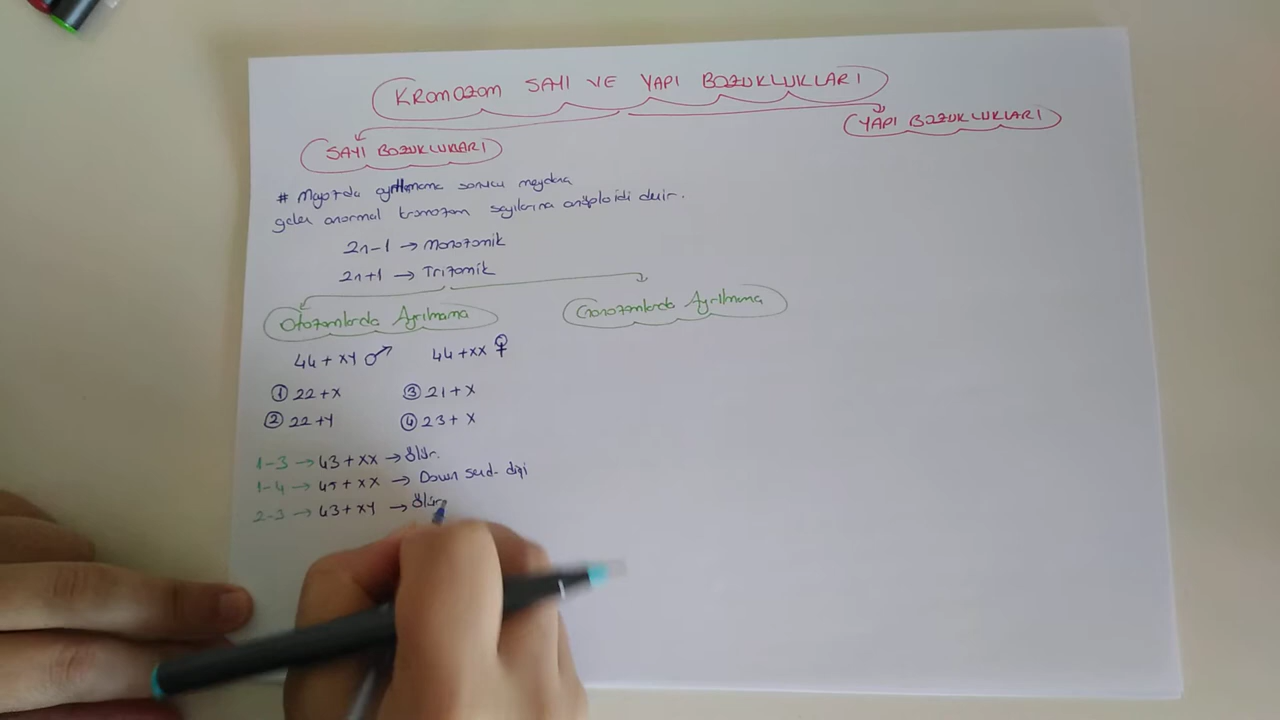 KROMOZOM SAYI VE YAPI BOZUKLUKLARI
SAYI BOZUKLUKLARI
YAPI BOZUKLUKLARI
# Mayozda ayrılmama sonucu meydana
gelen anormal kromozom sayılarına anöploidi denir.
2n-1 → Monozomik
2n+1 → Trizomik
Otozomlarda Ayrılmama
Gonozomlarda Ayrılmama
44+XY ♂ 44+XX ♀
① 22+X ③ 21+X
② 22+Y ④ 23+X
1-3 → 43+XX → Ölür.
1-4 → 45+XX → Down send. dişi
2-3 → 43+XY → Ölür